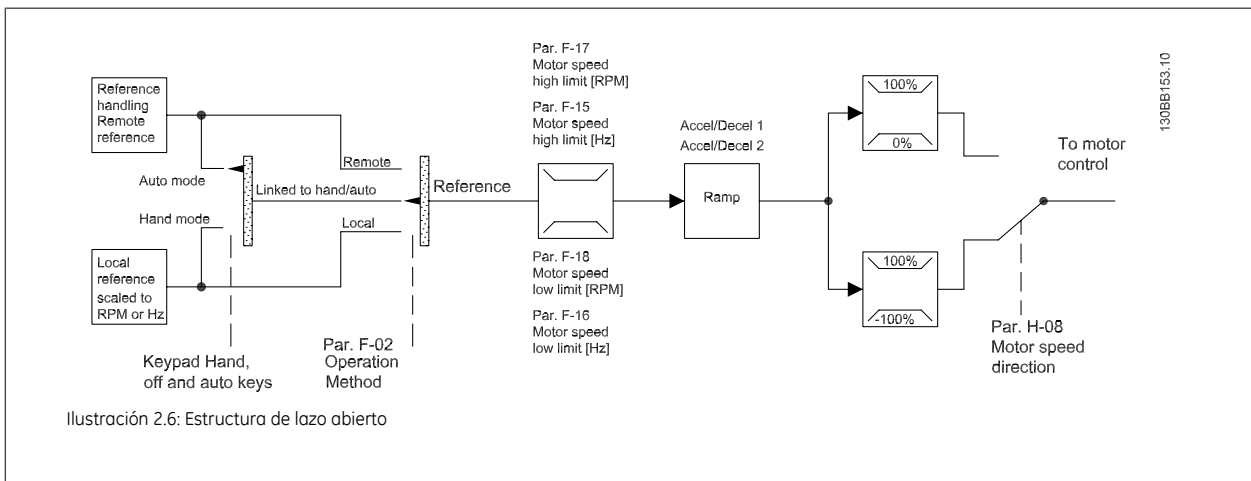 Reference
handling
Remote
reference
Auto mode
Hand mode
Local
reference
scaled to
RPM or Hz
Keypad Hand,
off and auto keys
Remote
Linked to hand/auto
Local
Par. F-02
Operation
Method
Reference
Par. F-17
Motor speed
high limit [RPM]
Par. F-15
Motor speed
high limit [Hz]
Par. F-18
Motor speed
low limit [RPM]
Par. F-16
Motor speed
low limit [Hz]
Accel/Decel 1
Accel/Decel 2
Ramp
100%
0%
100%
-100%
To motor
control
Par. H-08
Motor speed
direction
130BB153.10
Ilustración 2.6: Estructura de lazo abierto